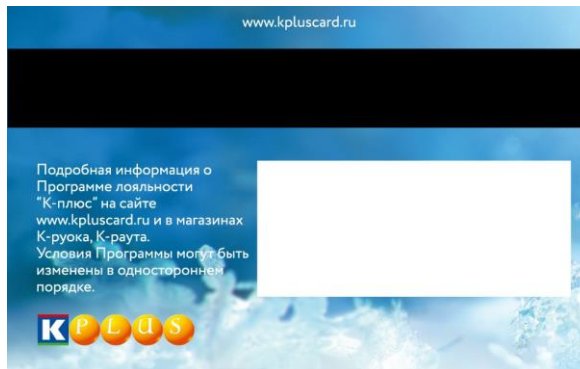 www.kpluscard.ru
Подробная информация о
Программе лояльности
"К-плюс" на сайте
www.kpluscard.ru и в магазинах
К-руока, К-раута.
Условия Программы могут быть
изменены в одностороннем
порядке.
K PLUS